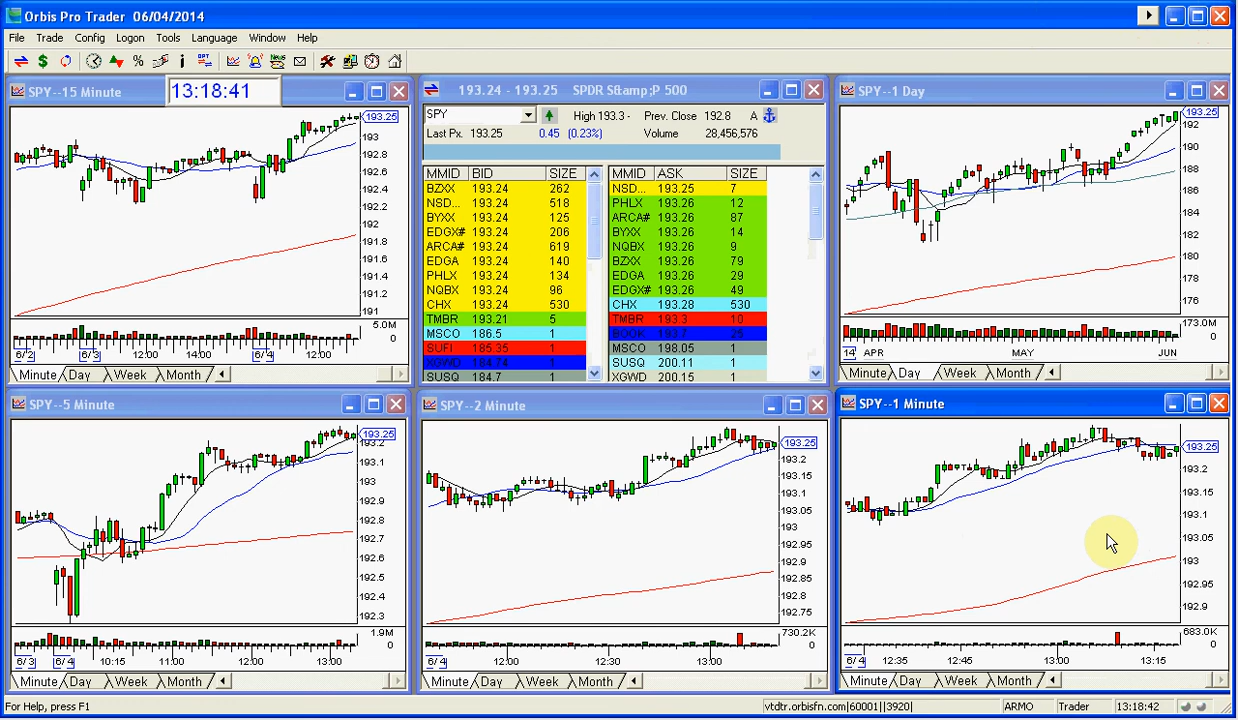 Orbis Pro Trader 06/04/2014
File Trade Config Logon Tools Language Window Help
SPY--15 Minute
13:18:41
193.25
193
192.8
192.6
192.4
192.2
192
191.8
191.6
191.4
191.2
191
5.0M
0
6/2 6/3 12:00 14:00 6/4 12:00
Minute Day Week Month
193.24 - 193.25 SPDR S&amp;P 500
SPY High 193.3 - Prev. Close 192.8 A
Last Px. 193.25 0.45 (0.23%) Volume 28,456,576
MMID BID SIZE MMID ASK SIZE
BZXX 193.24 262 NSD... 193.25 7
NSD... 193.24 518 PHLX 193.26 12
BYXX 193.24 125 ARCA# 193.26 87
EDGX# 193.24 206 BYXX 193.26 14
ARCA# 193.24 619 NQBX 193.26 9
EDGA 193.24 140 BZXX 193.26 79
PHLX 193.24 134 EDGA 193.26 29
NQBX 193.24 96 EDGX# 193.26 49
CHX 193.24 530 CHX 193.28 530
TMBR 193.21 5 TMBR 193.3 10
MSCO 186.5 1 BOOK 193.7 25
SUFI 185.35 1 MSCO 198.05 1
XGWD 184.74 1 SUSQ 200.11 1
SUSQ 184.7 1 XGWD 200.15 1
SPY--1 Day
193.25
192
190
188
186
184
182
180
178
176
173.0M
0
14 APR MAY JUN
Minute Day Week Month
SPY--5 Minute
193.25
193.2
193.1
193
192.9
192.8
192.7
192.6
192.5
192.4
192.3
1.9M
0
6/3 6/4 10:15 11:00 12:00 13:00
Minute Day Week Month
SPY--2 Minute
193.25
193.2
193.15
193.1
193.05
193
192.95
192.9
192.85
192.8
192.75
730.2K
0
6/4 12:00 12:30 13:00
Minute Day Week Month
SPY--1 Minute
193.25
193.2
193.15
193.1
193.05
193
192.95
192.9
683.0K
0
6/4 12:35 12:45 13:00 13:15
Minute Day Week Month
For Help, press F1 vtdtr.orbisfn.com|60001||3920| ARMO Trader 13:18:42